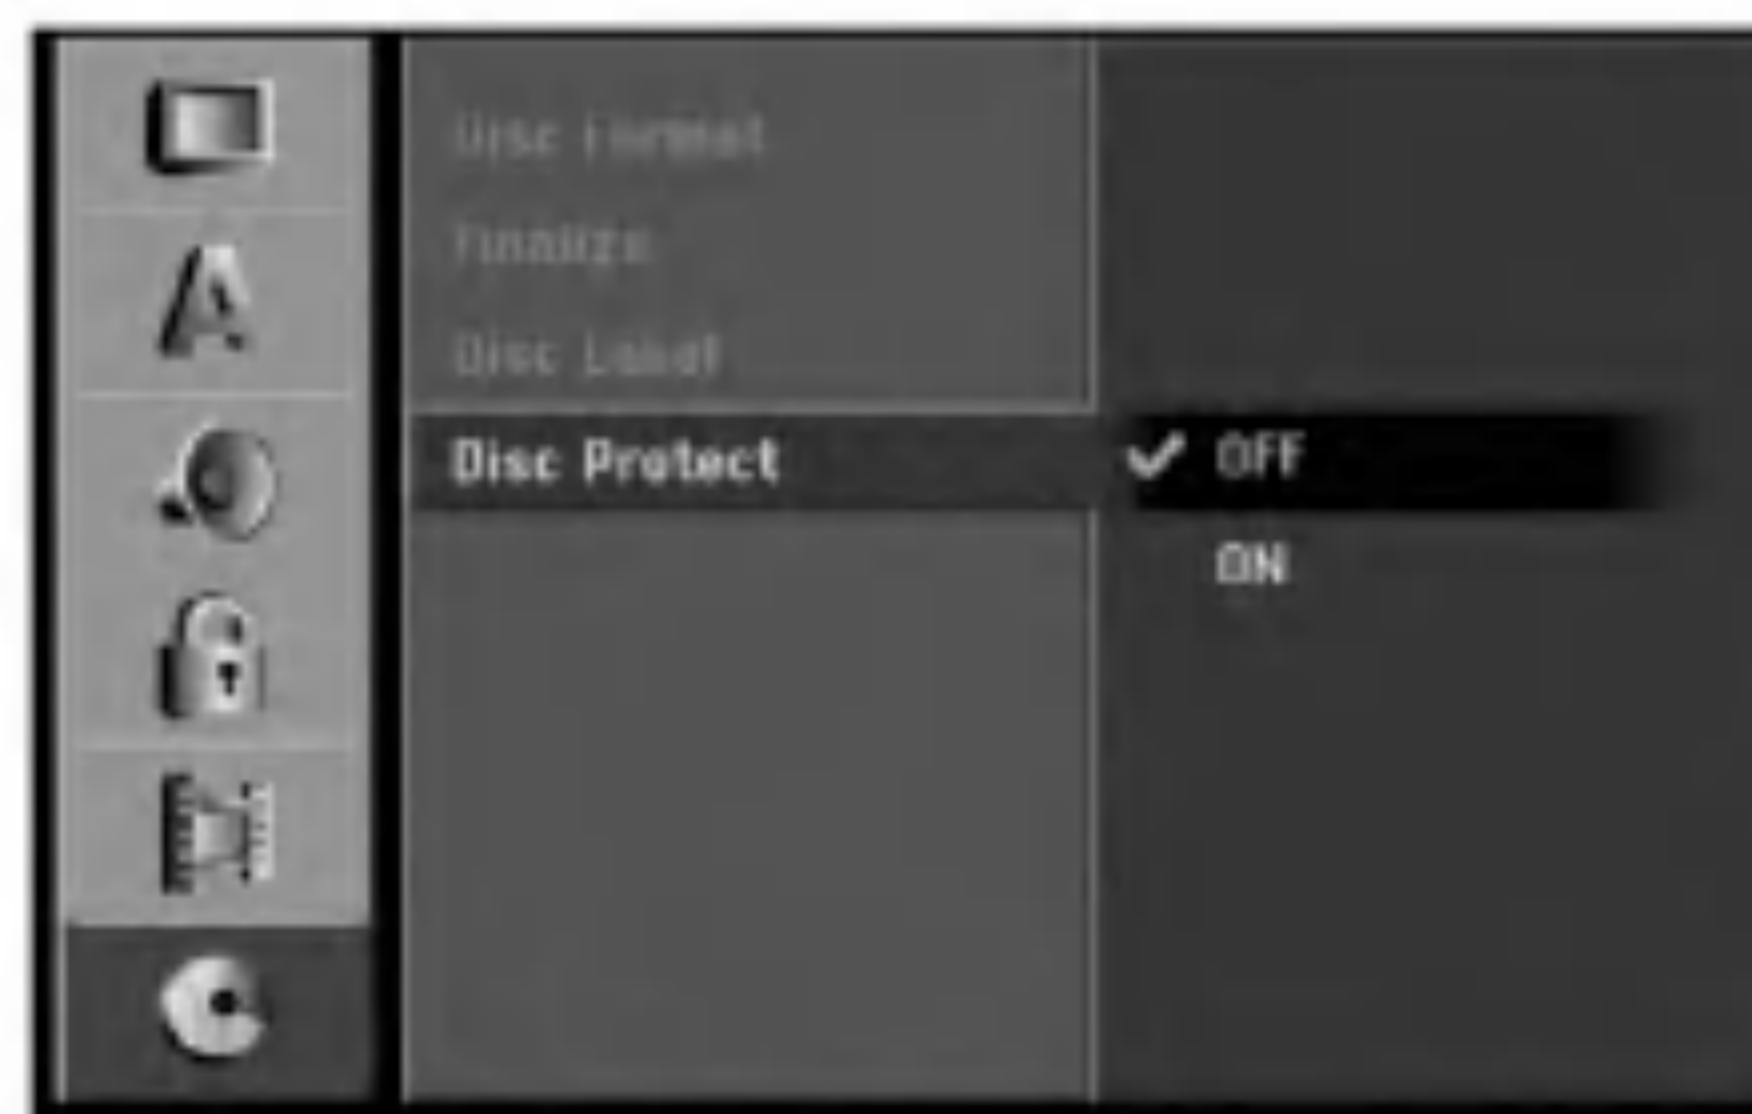 Disc Format
Finalize
Disc Label
Disc Protect
OFF
ON